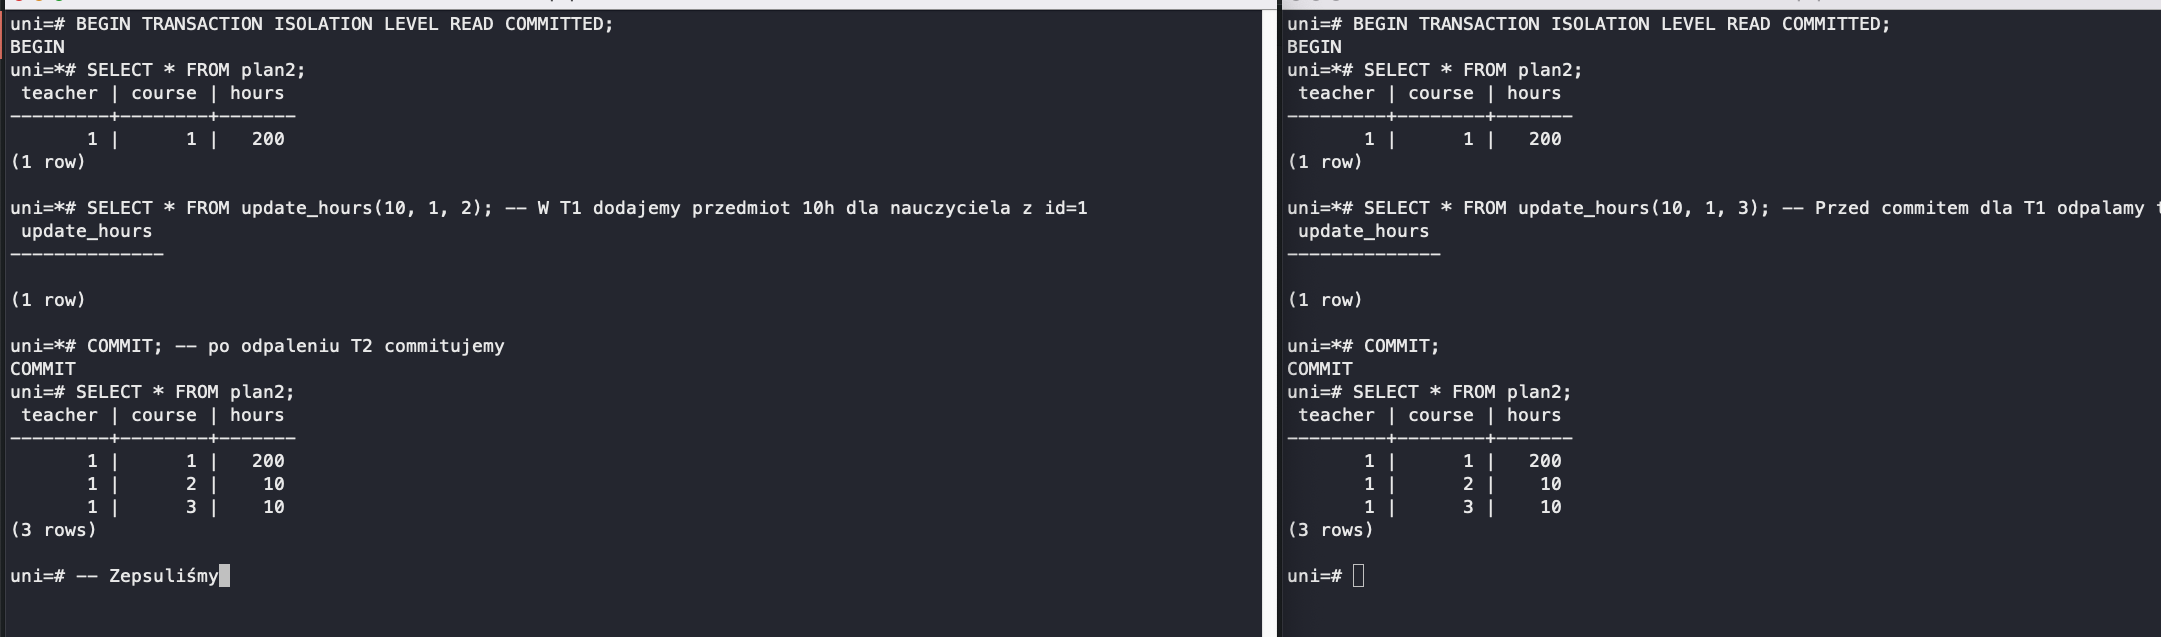 uni=# BEGIN TRANSACTION ISOLATION LEVEL READ COMMITTED;
BEGIN
uni=*# SELECT * FROM plan2;
 teacher | course | hours
---------+--------+-------
       1 |      1 |   200
(1 row)

uni=*# SELECT * FROM update_hours(10, 1, 2); -- W T1 dodajemy przedmiot 10h dla nauczyciela z id=1
 update_hours
--------------

(1 row)

uni=*# COMMIT; -- po odpaleniu T2 commitujemy
COMMIT
uni=# SELECT * FROM plan2;
 teacher | course | hours
---------+--------+-------
       1 |      1 |   200
       1 |      2 |    10
       1 |      3 |    10
(3 rows)

uni=# -- Zepsuliśmy
uni=# BEGIN TRANSACTION ISOLATION LEVEL READ COMMITTED;
BEGIN
uni=*# SELECT * FROM plan2;
 teacher | course | hours
---------+--------+-------
       1 |      1 |   200
(1 row)

uni=*# SELECT * FROM update_hours(10, 1, 3); -- Przed commitem dla T1 odpalamy
 update_hours
--------------

(1 row)

uni=*# COMMIT;
COMMIT
uni=# SELECT * FROM plan2;
 teacher | course | hours
---------+--------+-------
       1 |      1 |   200
       1 |      2 |    10
       1 |      3 |    10
(3 rows)

uni=#